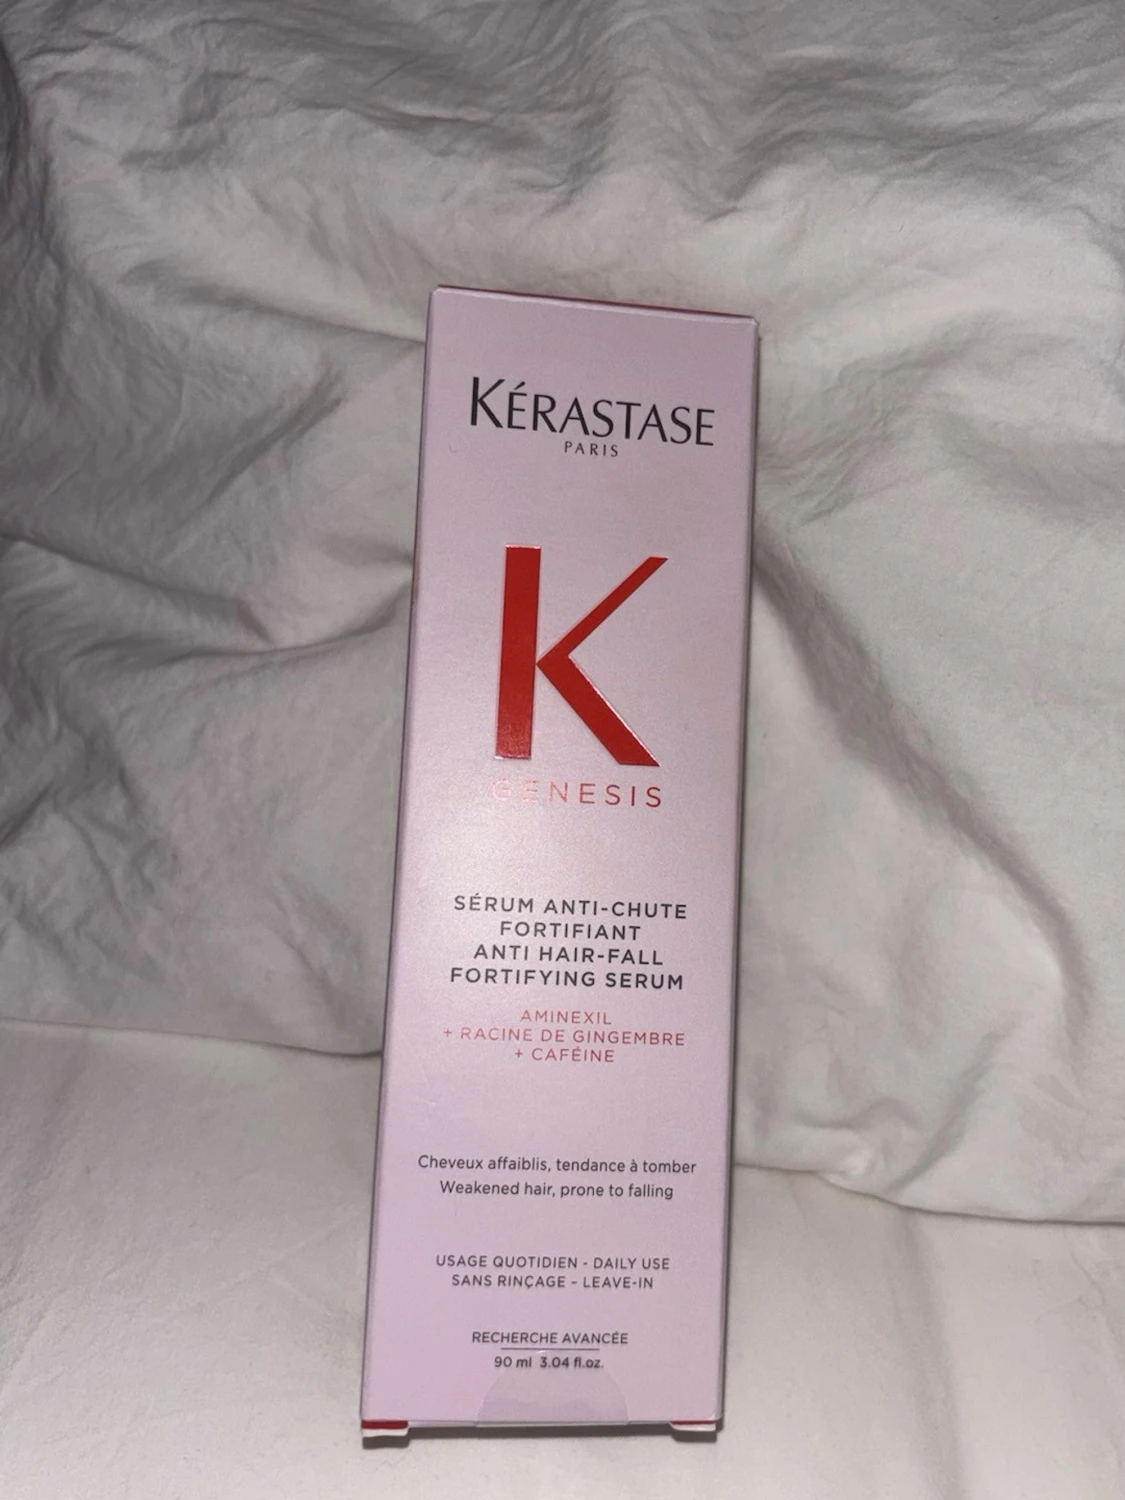 KÉRASTASE
PARIS
K
GENESIS
SÉRUM ANTI-CHUTE
FORTIFIANT
ANTI HAIR-FALL
FORTIFYING SERUM
AMINEXIL
+ RACINE DE GINGEMBRE
+ CAFÉINE
Cheveux affaiblis, tendance à tomber
Weakened hair, prone to falling
USAGE QUOTIDIEN - DAILY USE
SANS RINÇAGE - LEAVE-IN
RECHERCHE AVANCÉE
90 ml 3.04 fl.oz.